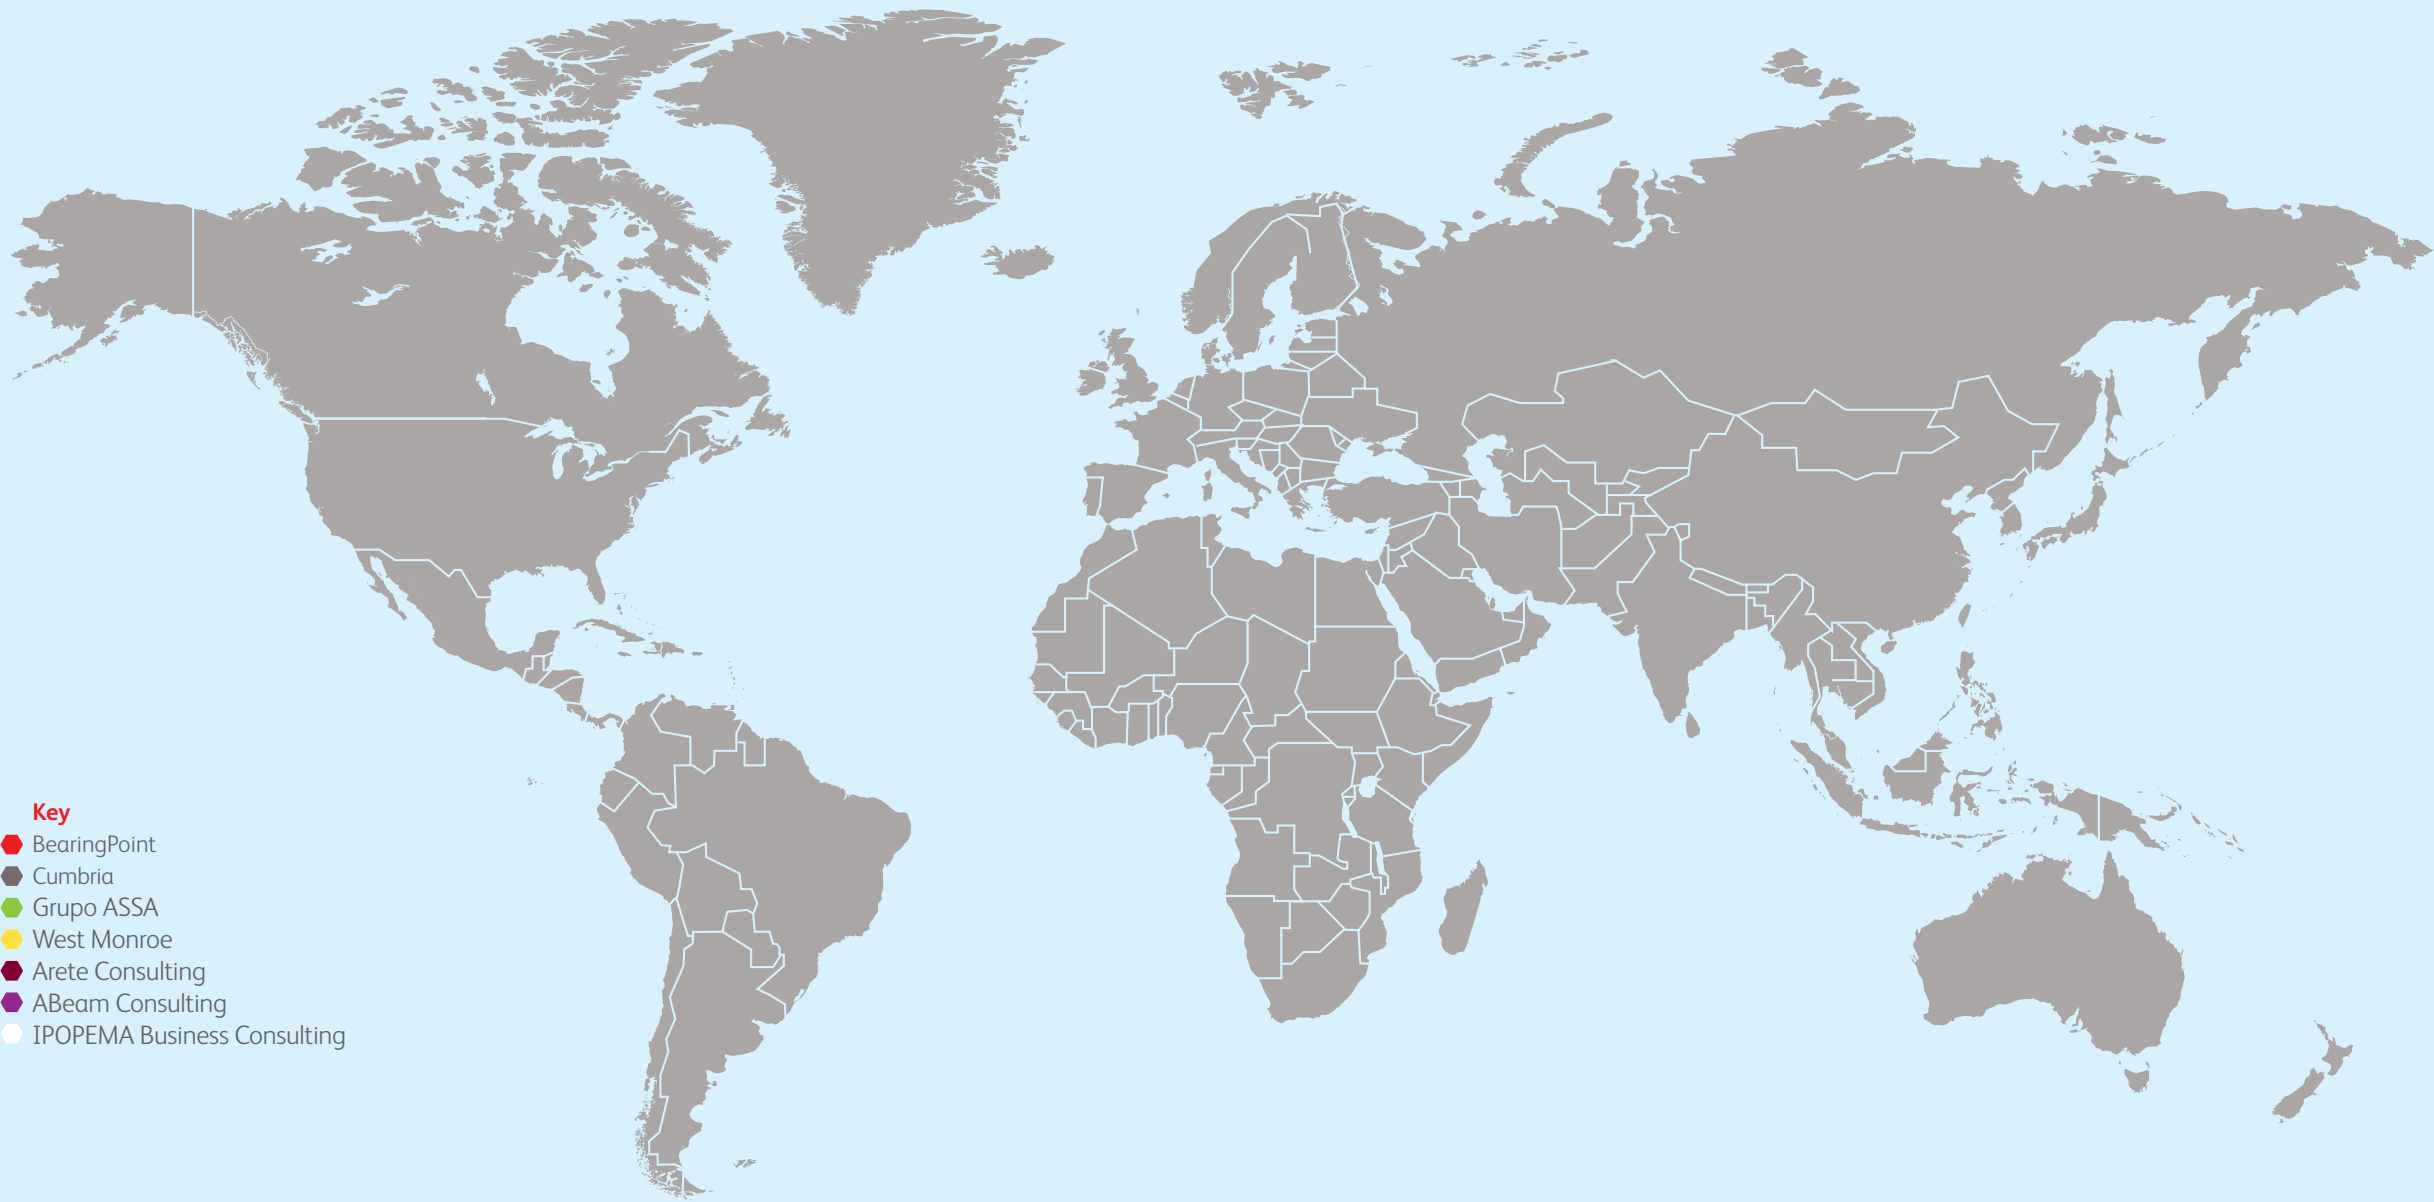 Key
BearingPoint
Cumbria
Grupo ASSA
West Monroe
Arete Consulting
ABeam Consulting
IPOPEMA Business Consulting